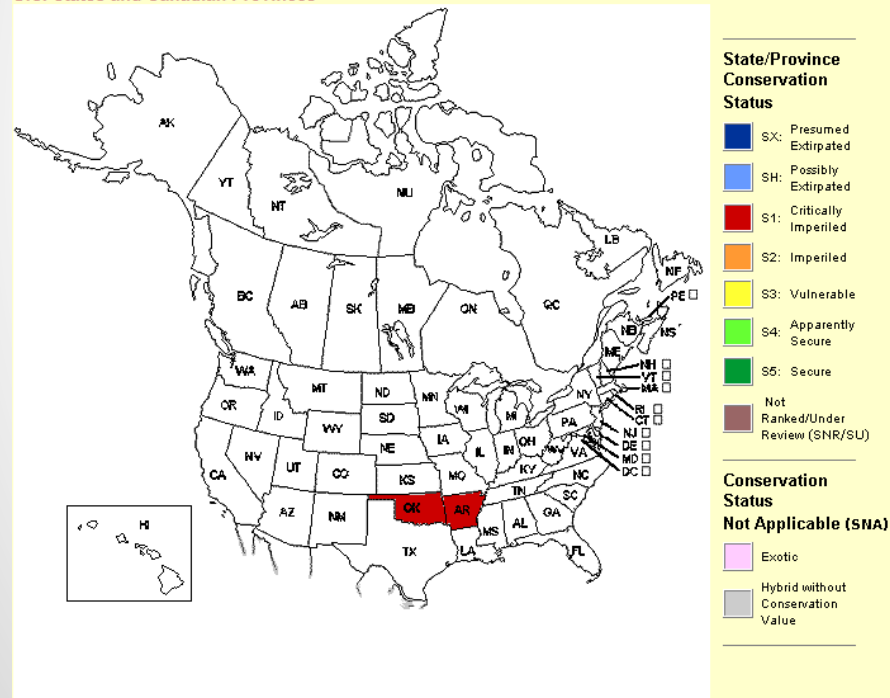 AK
YT
NT
NU
BC
AB
SK
MB
ON
QC
LB
NF
PE
NB
NS
ME
NH
VT
MA
WA
MT
ND
MN
OR
ID
SD
WI
MI
NY
RI
CT
WY
IA
PA
NJ
NE
IL
IN
OH
DE
NV
UT
CO
WV
VA
MD
DC
CA
KS
MO
KY
NC
TN
SC
AZ
NM
OK
AR
MS
AL
GA
TX
LA
FL
HI
State/Province
Conservation
Status
SX: Presumed
Extirpated
SH: Possibly
Extirpated
S1: Critically
Imperiled
S2: Imperiled
S3: Vulnerable
S4: Apparently
Secure
S5: Secure
Not
Ranked/Under
Review (SNR/SU)
Conservation
Status
Not Applicable (SNA)
Exotic
Hybrid without
Conservation
Value